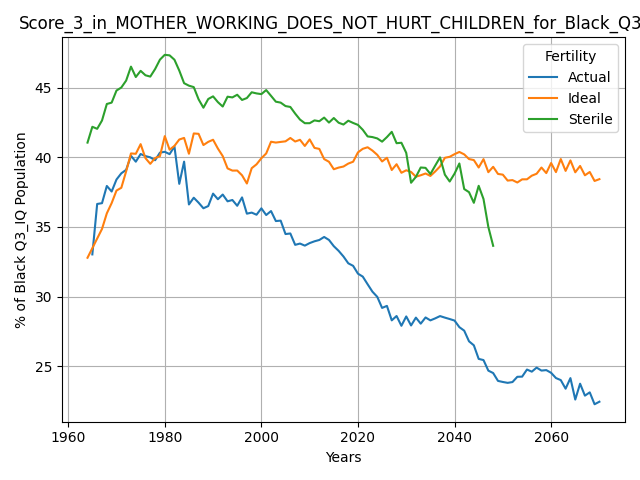 Score_3_in_MOTHER_WORKING_DOES_NOT_HURT_CHILDREN_for_Black_Q3
Fertility
Actual
Ideal
Sterile
% of Black Q3_IQ Population
45
40
35
30
25
1960
1980
2000
2020
2040
2060
Years